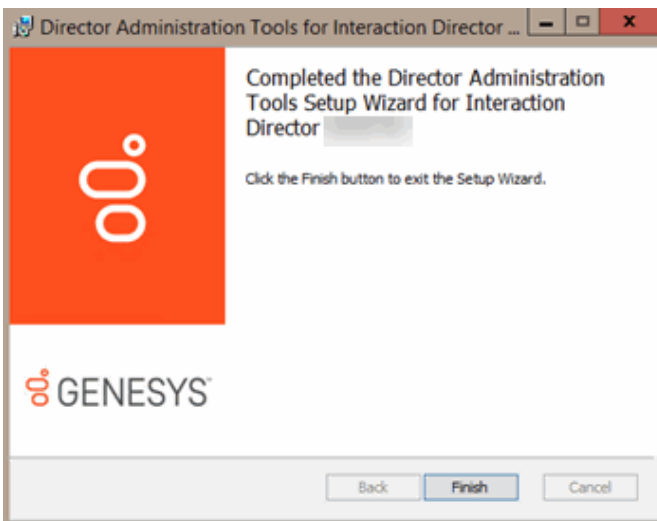 Director Administration Tools for Interaction Director ...
Completed the Director Administration
Tools Setup Wizard for Interaction
Director
Click the Finish button to exit the Setup Wizard.
GENESYS
Back Finish Cancel